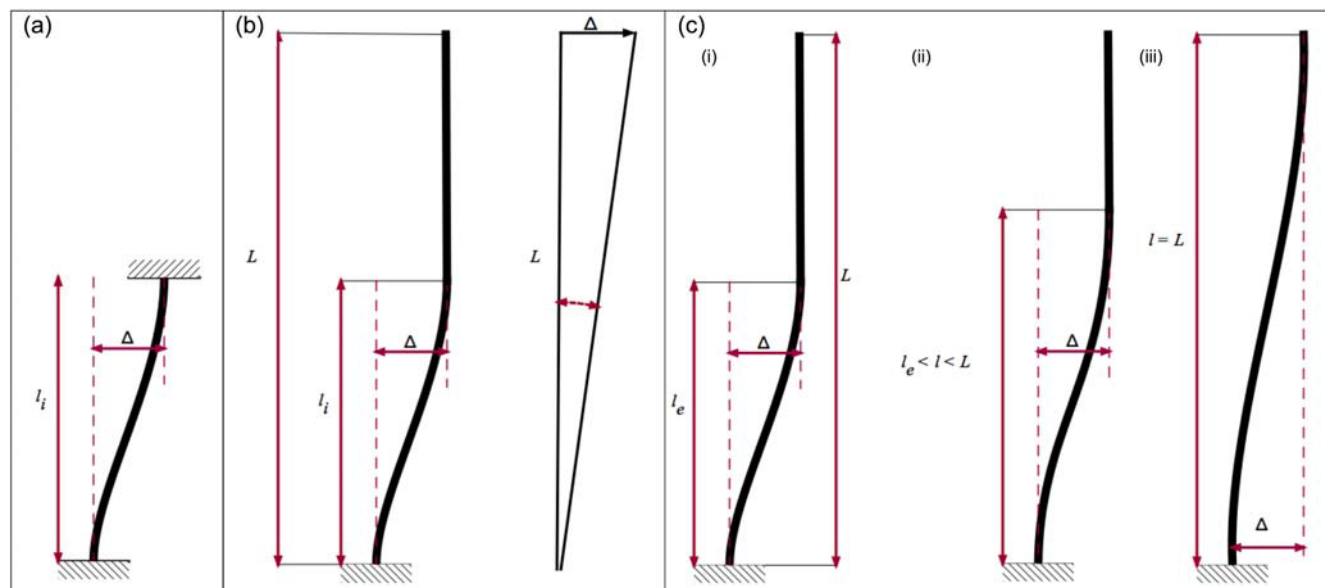 (a)
l_i
Δ
(b)
L
l_i
Δ
Δ
L
(c)
(i)
l_e
Δ
L
(ii)
l_e < l < L
Δ
(iii)
l = L
Δ